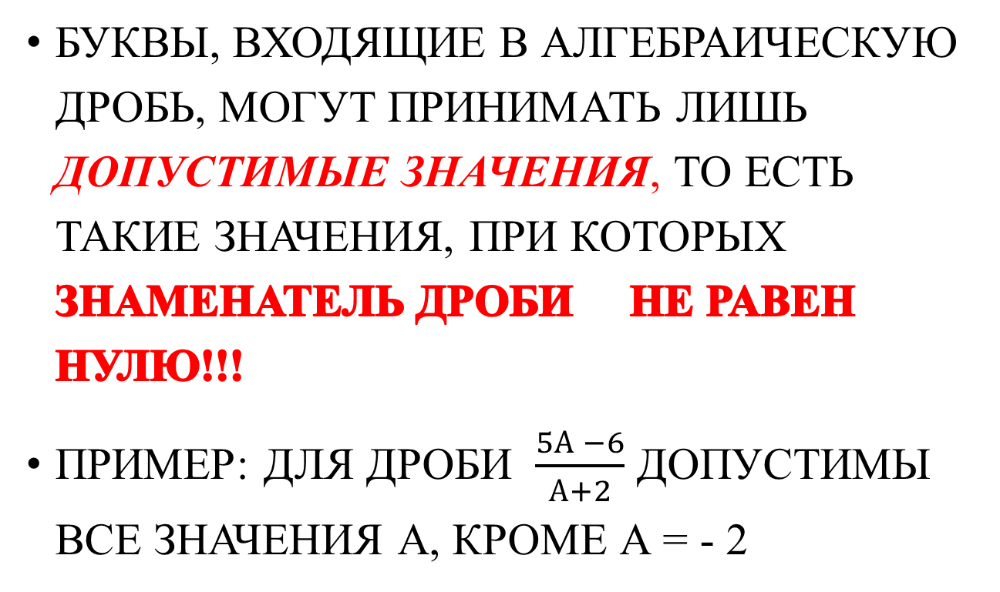 • БУКВЫ, ВХОДЯЩИЕ В АЛГЕБРАИЧЕСКУЮ
ДРОБЬ, МОГУТ ПРИНИМАТЬ ЛИШЬ
ДОПУСТИМЫЕ ЗНАЧЕНИЯ, ТО ЕСТЬ
ТАКИЕ ЗНАЧЕНИЯ, ПРИ КОТОРЫХ
ЗНАМЕНАТЕЛЬ ДРОБИ НЕ РАВЕН
НУЛЮ!!!
• ПРИМЕР: ДЛЯ ДРОБИ (5А −6)/(А+2) ДОПУСТИМЫ
ВСЕ ЗНАЧЕНИЯ А, КРОМЕ А = - 2